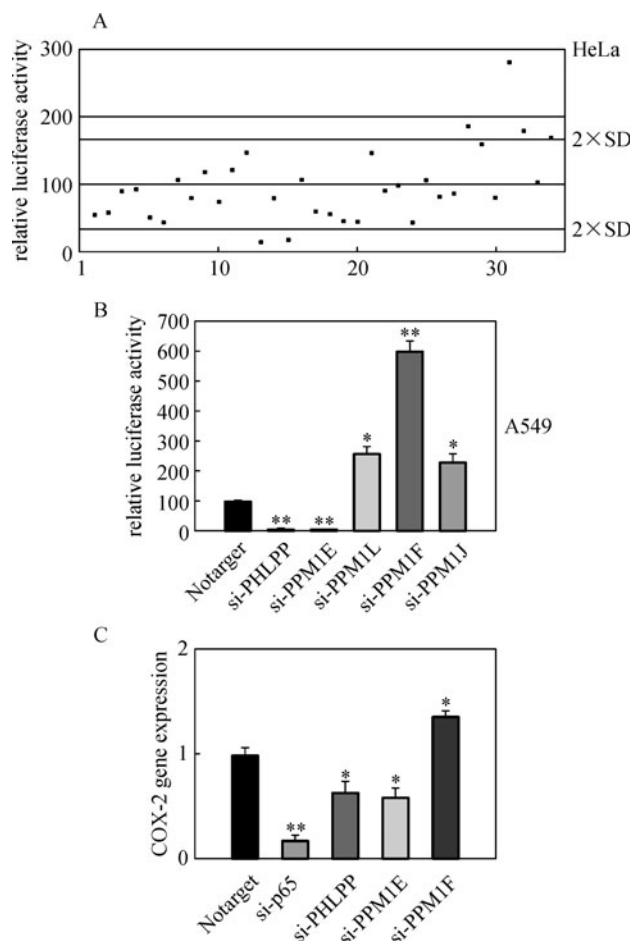 A
relative luciferase activity
300
200
100
0
HeLa
2×SD
2×SD
1
10
20
30
B
relative luciferase activity
700
600
500
400
300
200
100
0
**
**
*
**
*
A549
Notarger
si-PHLPP
si-PPM1E
si-PPM1L
si-PPM1F
si-PPM1J
C
COX-2 gene expression
2
1
0
**
*
*
*
Notarget
si-p65
si-PHLPP
si-PPM1E
si-PPM1F